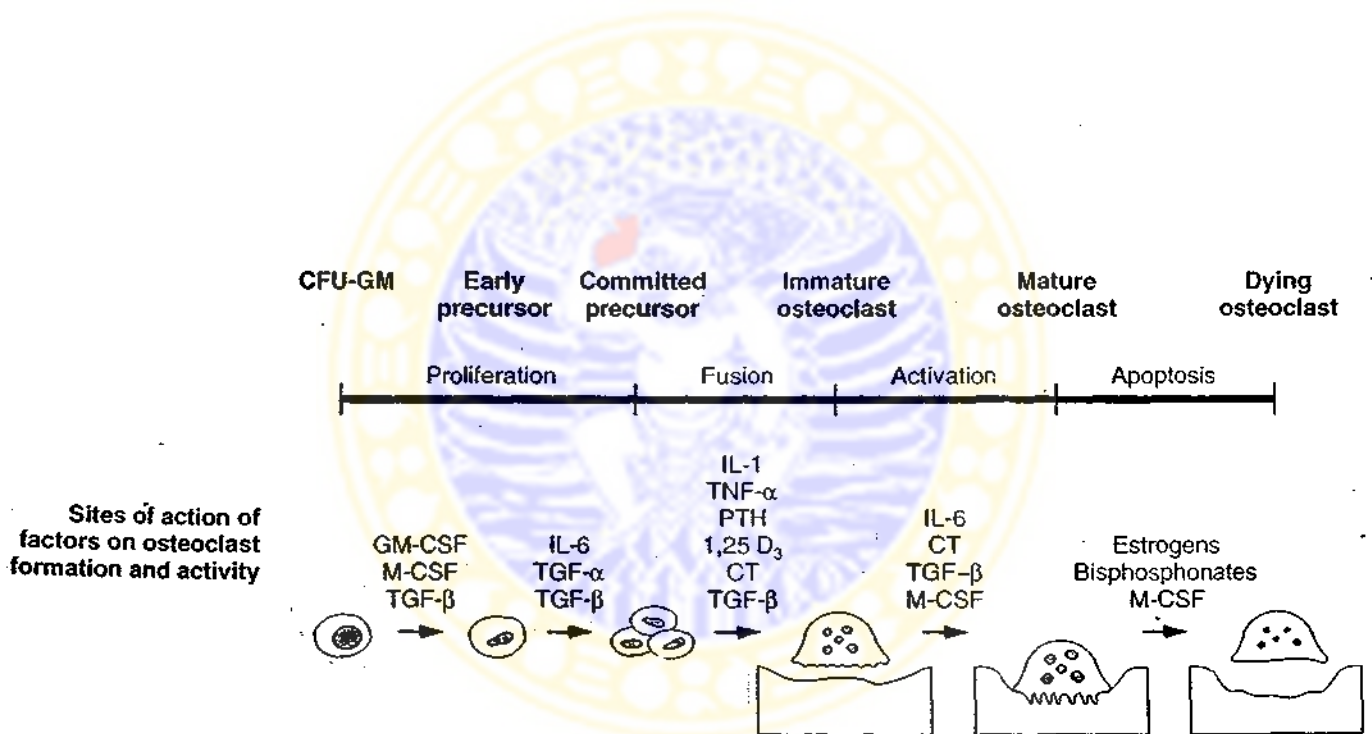 CFU-GM
Early
precursor
Committed
precursor
Immature
osteoclast
Mature
osteoclast
Dying
osteoclast
Proliferation
Fusion
Activation
Apoptosis
Sites of action of
factors on osteoclast
formation and activity
GM-CSF
M-CSF
TGF-β
IL-6
TGF-α
TGF-β
IL-1
TNF-α
PTH
1,25 D₃
CT
TGF-β
IL-6
CT
TGF-β
M-CSF
Estrogens
Bisphosphonates
M-CSF